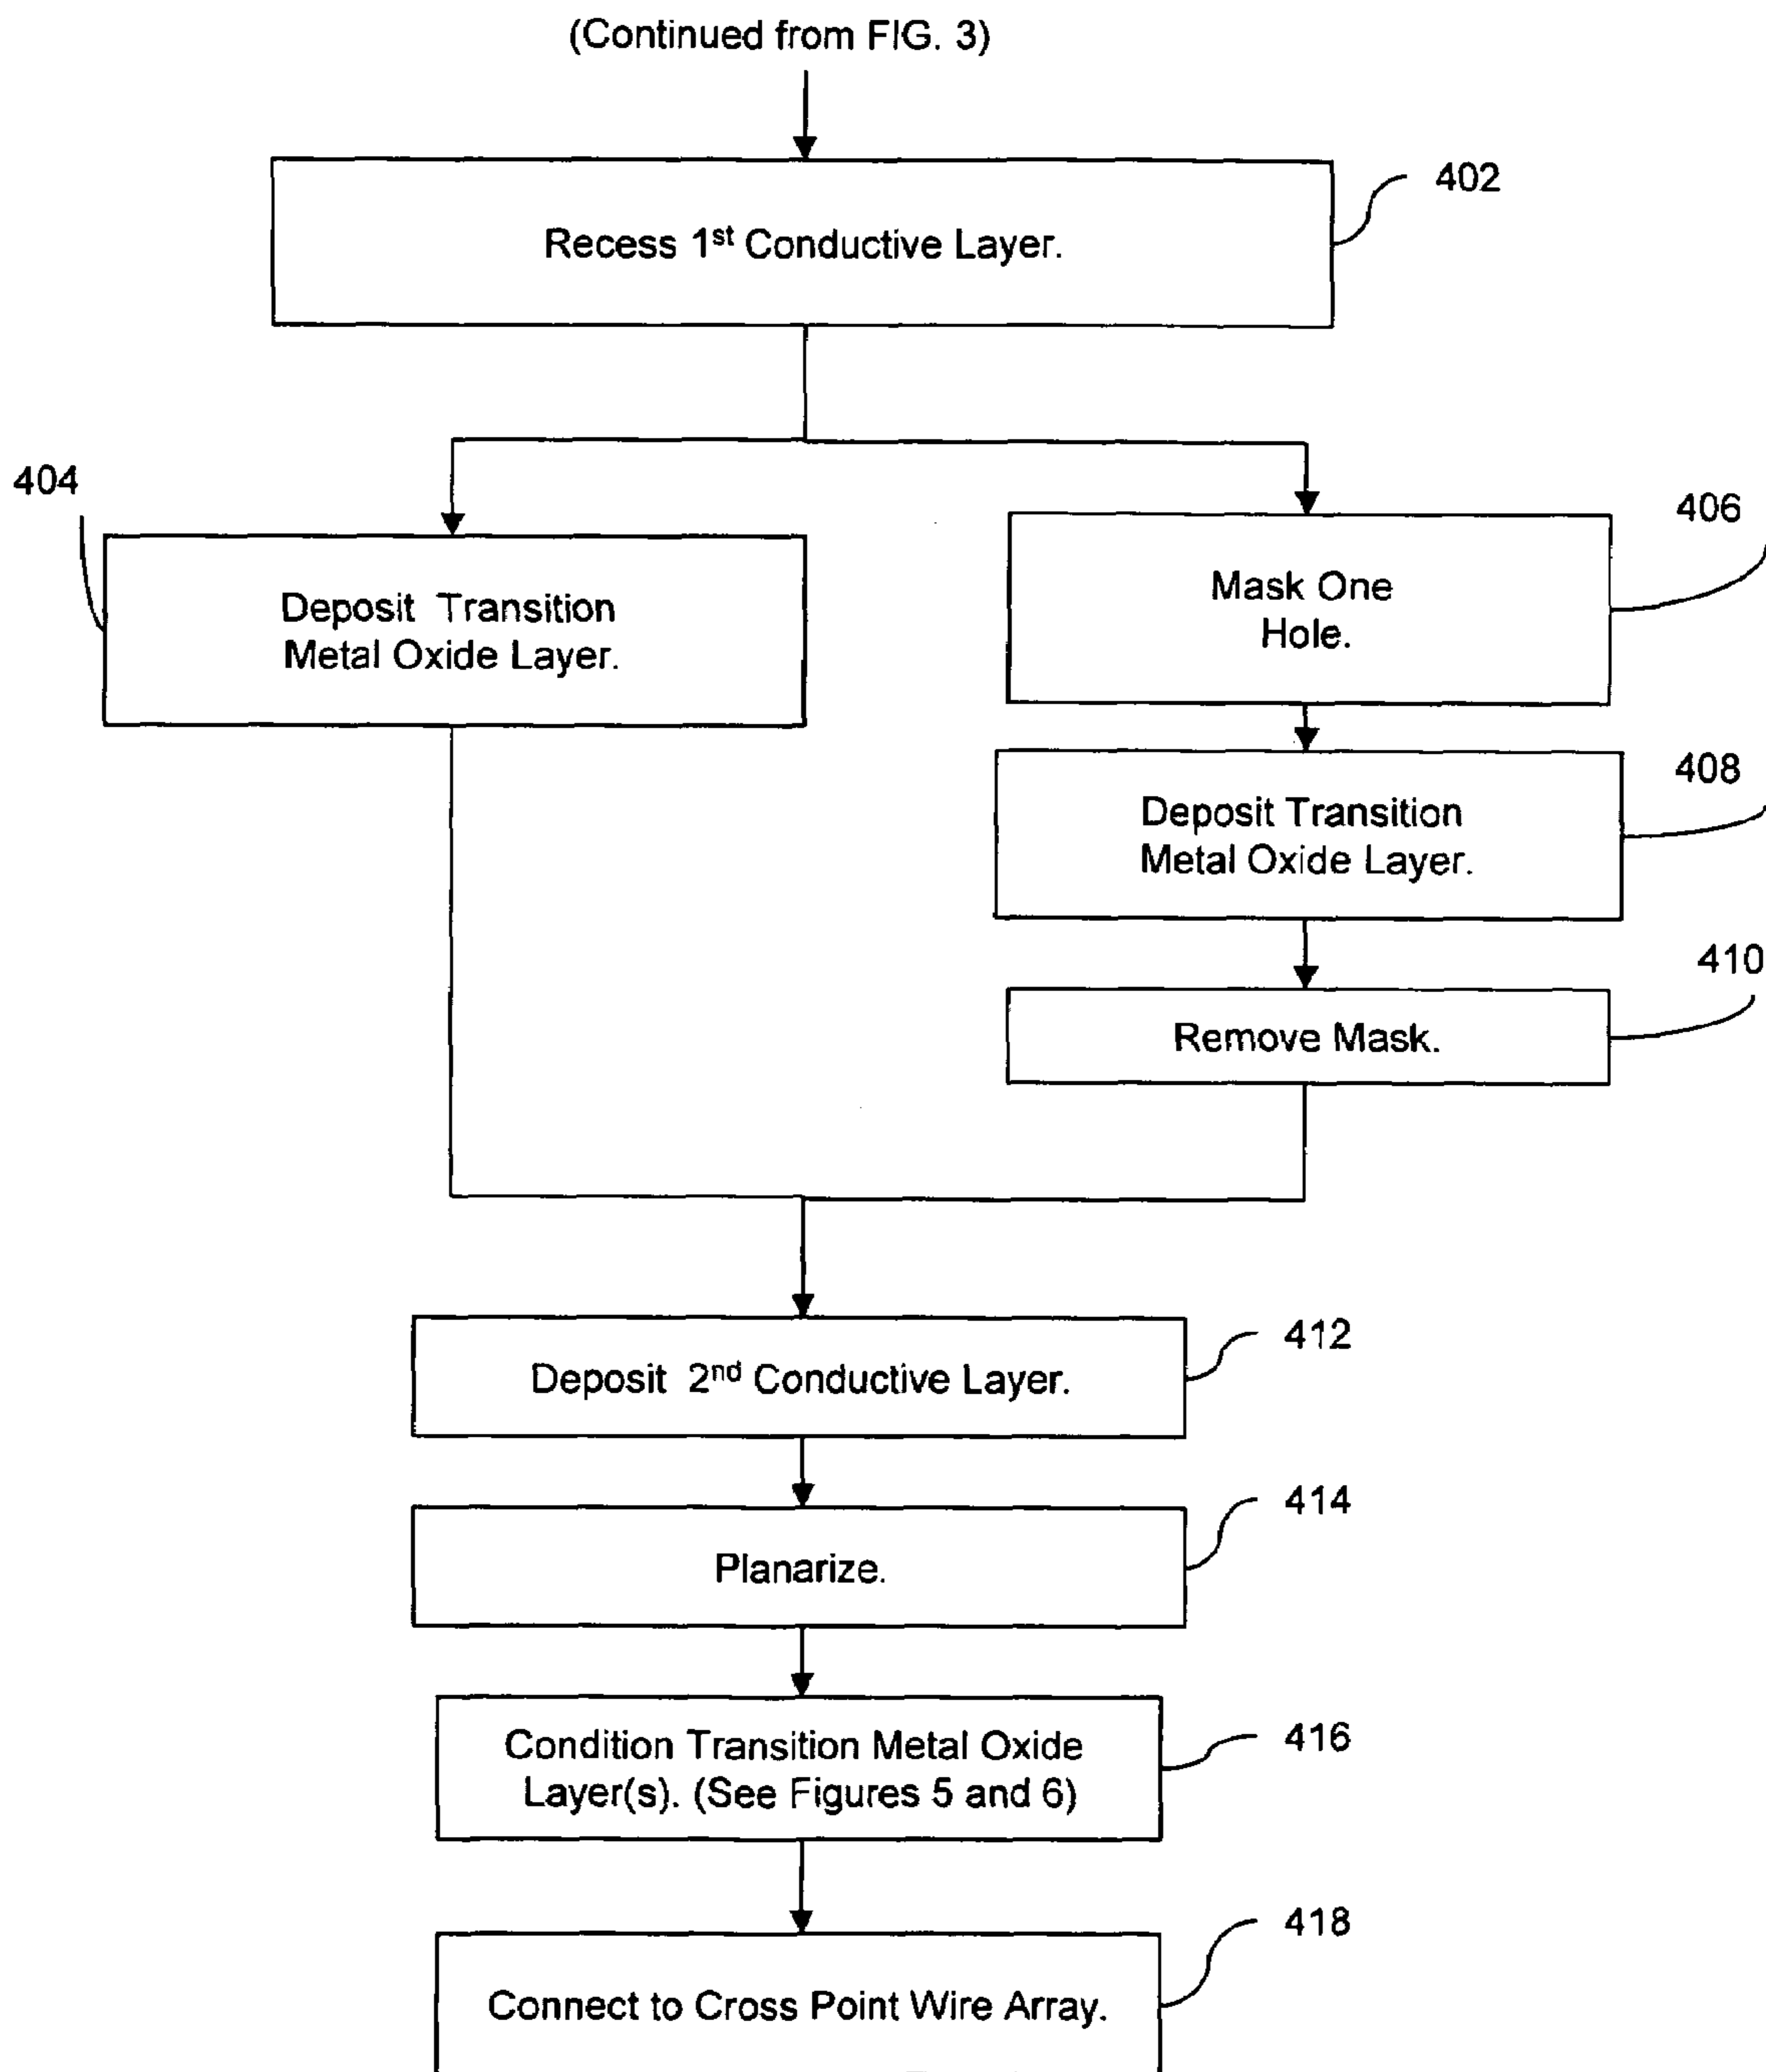 (Continued from FIG. 3)
402
Recess 1st Conductive Layer.
404
Deposit Transition
Metal Oxide Layer.
406
Mask One
Hole.
408
Deposit Transition
Metal Oxide Layer.
410
Remove Mask.
412
Deposit 2nd Conductive Layer.
414
Planarize.
416
Condition Transition Metal Oxide
Layer(s). (See Figures 5 and 6)
418
Connect to Cross Point Wire Array.